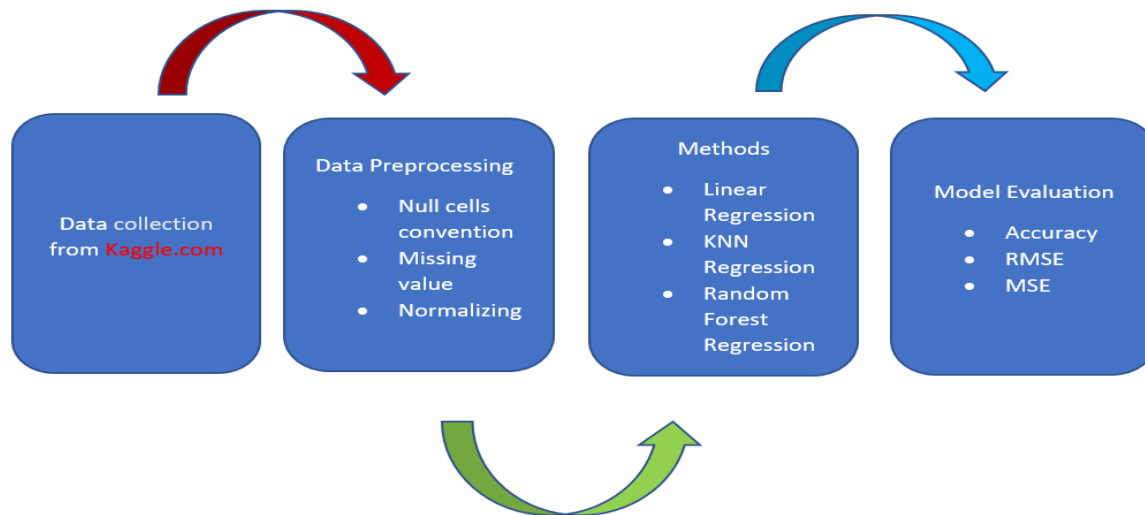 Data collection
from Kaggle.com
Data Preprocessing
● Null cells
convention
● Missing
value
● Normalizing
Methods
● Linear
Regression
● KNN
Regression
● Random
Forest
Regression
Model Evaluation
● Accuracy
● RMSE
● MSE